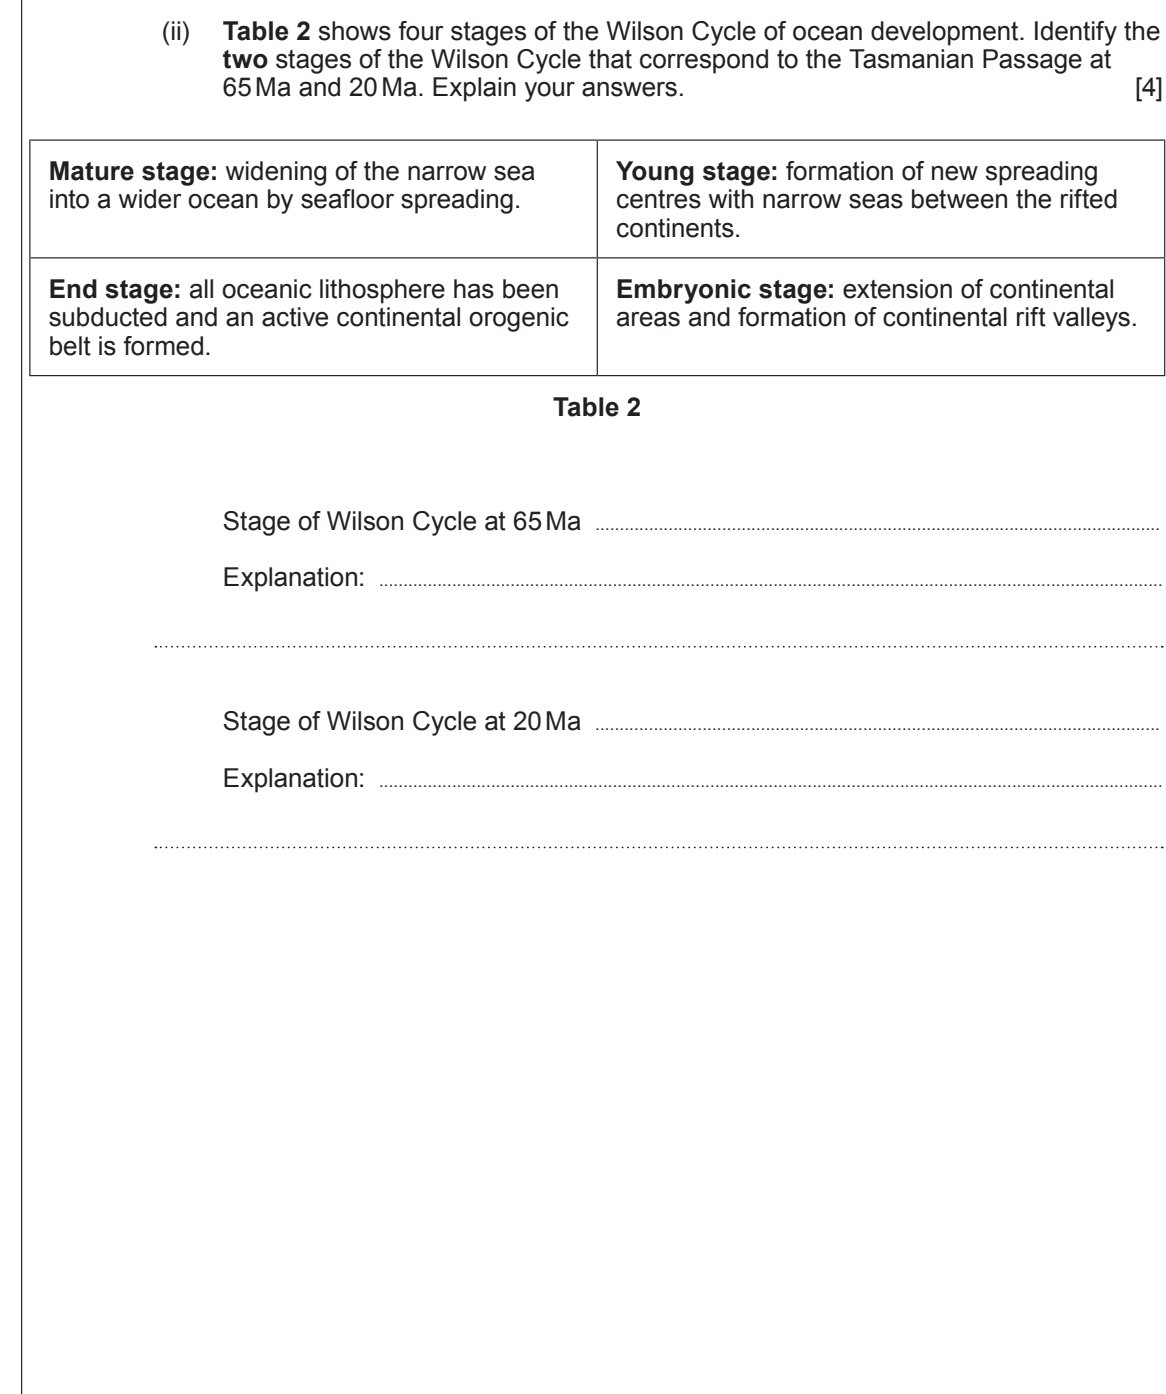 (ii) Table 2 shows four stages of the Wilson Cycle of ocean development. Identify the
two stages of the Wilson Cycle that correspond to the Tasmanian Passage at
65 Ma and 20 Ma. Explain your answers. [4]
Mature stage: widening of the narrow sea
into a wider ocean by seafloor spreading.
Young stage: formation of new spreading
centres with narrow seas between the rifted
continents.
End stage: all oceanic lithosphere has been
subducted and an active continental orogenic
belt is formed.
Embryonic stage: extension of continental
areas and formation of continental rift valleys.
Table 2
Stage of Wilson Cycle at 65 Ma
Explanation:
Stage of Wilson Cycle at 20 Ma
Explanation: